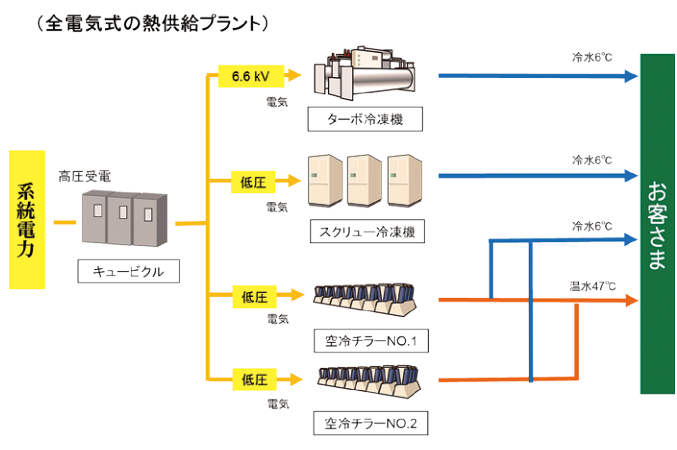 （全電気式の熱供給プラント）
系統電力
高圧受電
キュービクル
6.6 kV
電気
ターボ冷凍機
冷水6℃
低圧
電気
スクリュー冷凍機
冷水6℃
低圧
電気
空冷チラーNO.1
冷水6℃
温水47℃
低圧
電気
空冷チラーNO.2
お客さま